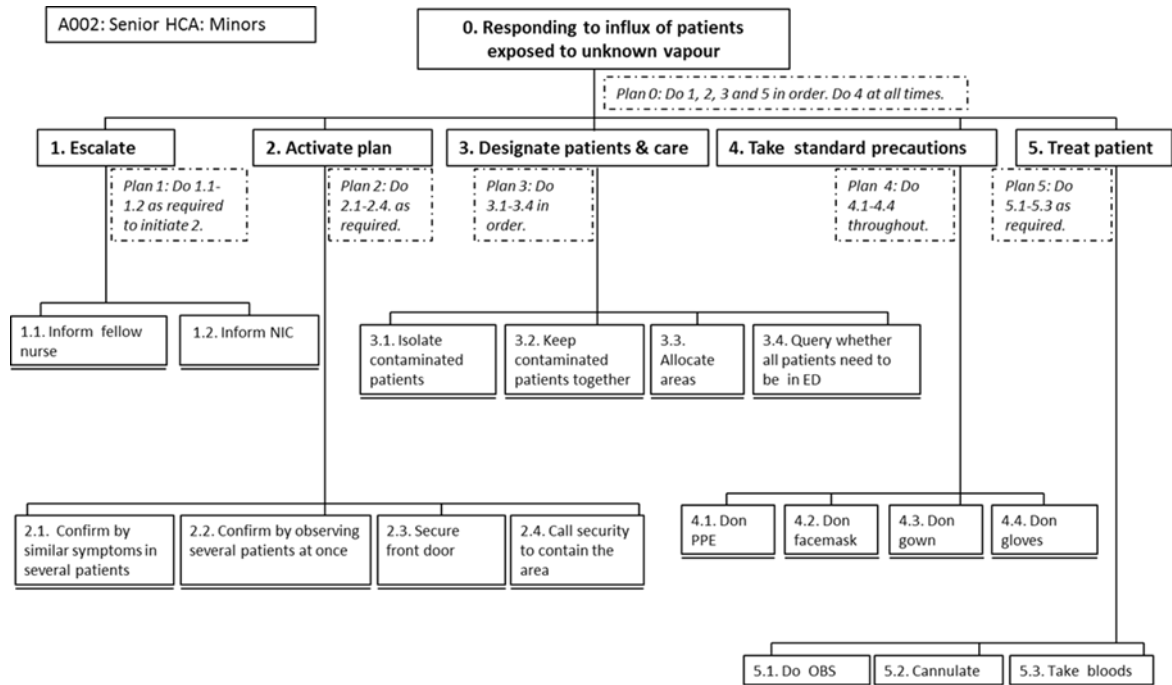 A002: Senior HCA: Minors
0. Responding to influx of patients
exposed to unknown vapour
Plan 0: Do 1, 2, 3 and 5 in order. Do 4 at all times.
1. Escalate
2. Activate plan
3. Designate patients & care
4. Take standard precautions
5. Treat patient
Plan 1: Do 1.1-
1.2 as required
to initiate 2.
Plan 2: Do
2.1-2.4. as
required.
Plan 3: Do
3.1-3.4 in
order.
Plan 4: Do
4.1-4.4
throughout.
Plan 5: Do
5.1-5.3 as
required.
1.1. Inform fellow
nurse
1.2. Inform NIC
3.1. Isolate
contaminated
patients
3.2. Keep
contaminated
patients together
3.3.
Allocate
areas
3.4. Query whether
all patients need to
be in ED
2.1. Confirm by
similar symptoms in
several patients
2.2. Confirm by observing
several patients at once
2.3. Secure
front door
2.4. Call security
to contain the
area
4.1. Don
PPE
4.2. Don
facemask
4.3. Don
gown
4.4. Don
gloves
5.1. Do OBS
5.2. Cannulate
5.3. Take bloods